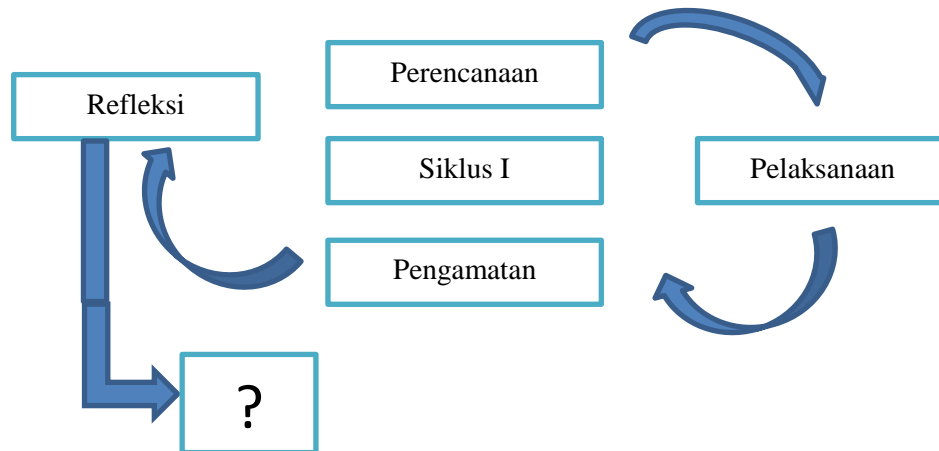 Perencanaan
Refleksi
Siklus I
Pelaksanaan
Pengamatan
?